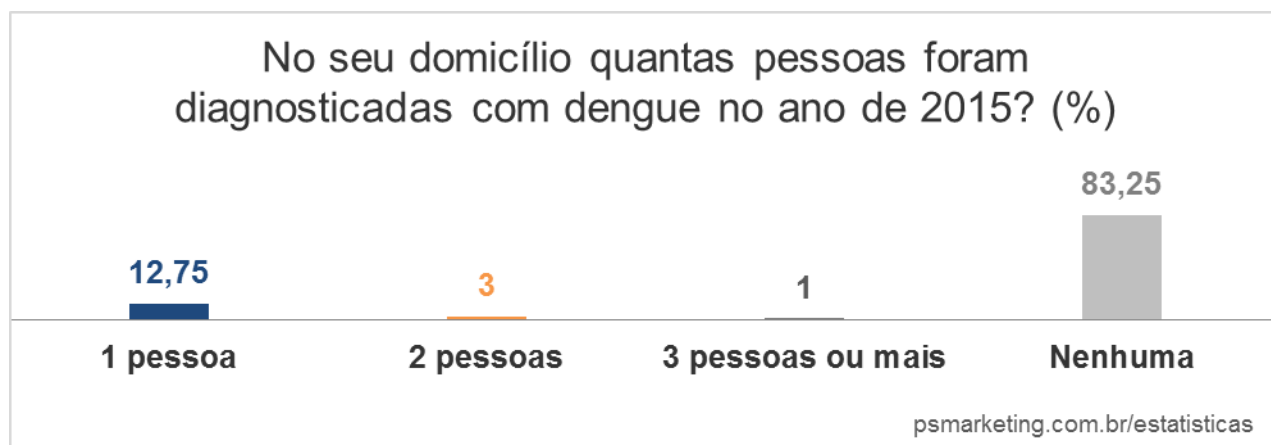 No seu domicílio quantas pessoas foram
diagnosticadas com dengue no ano de 2015? (%)
83,25
12,75
3
1
1 pessoa
2 pessoas
3 pessoas ou mais
Nenhuma
psmarketing.com.br/estatisticas